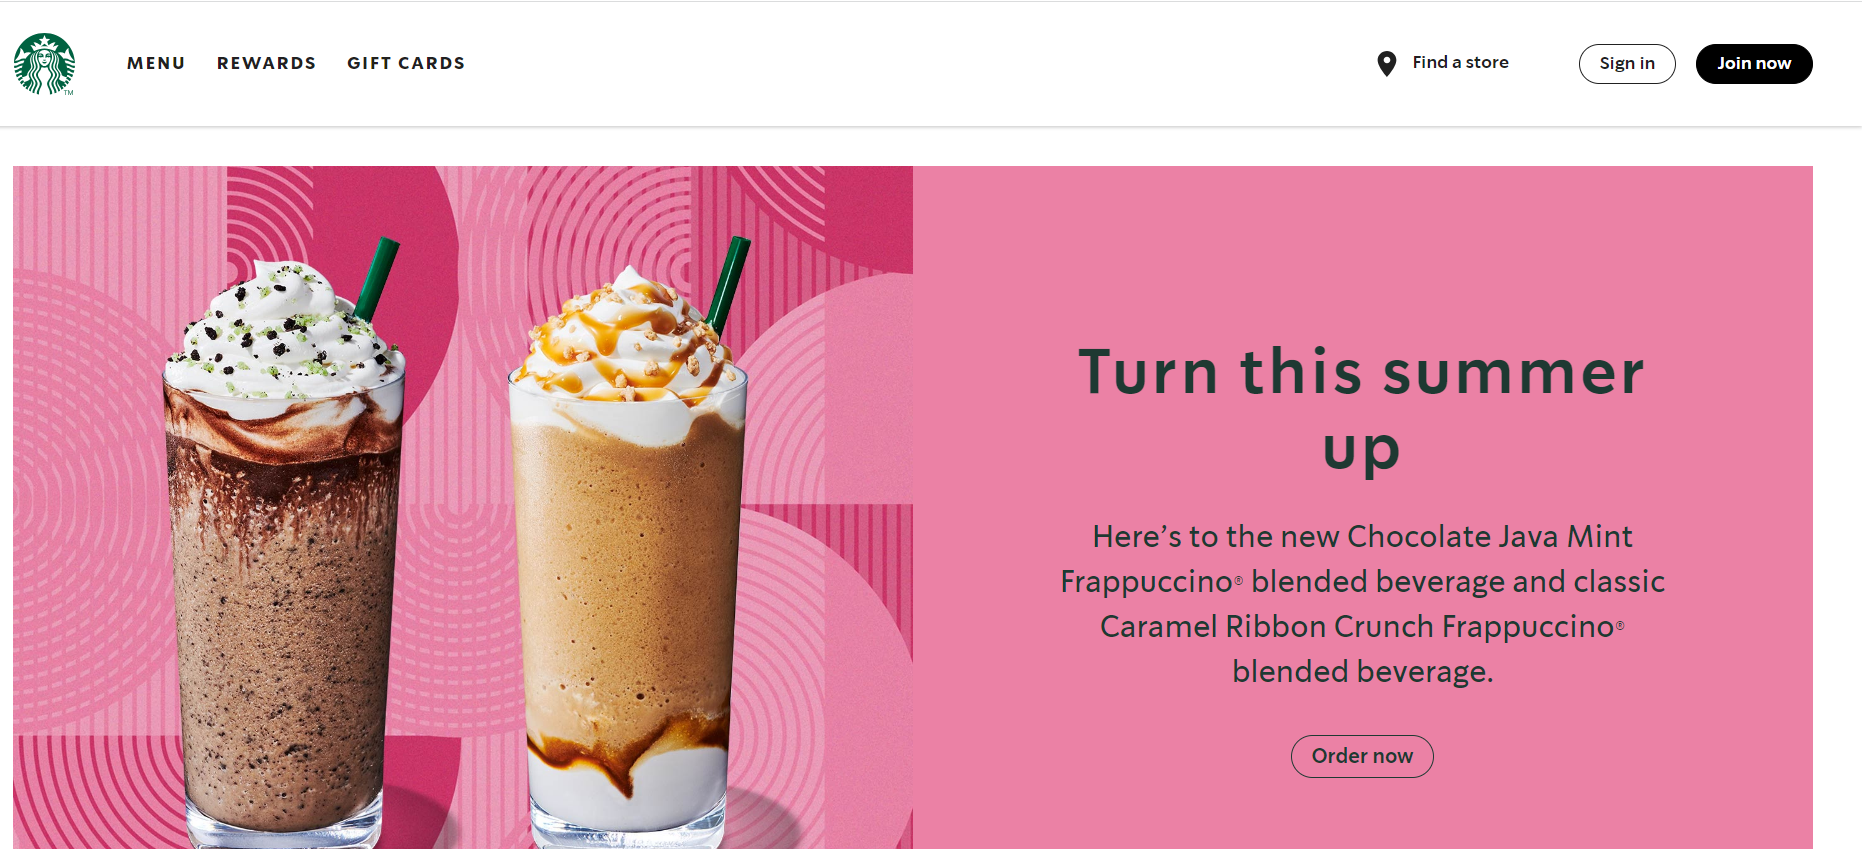 TM
MENU REWARDS GIFT CARDS Find a store Sign in Join now
Turn this summer
up
Here’s to the new Chocolate Java Mint
Frappuccino® blended beverage and classic
Caramel Ribbon Crunch Frappuccino®
blended beverage.
Order now